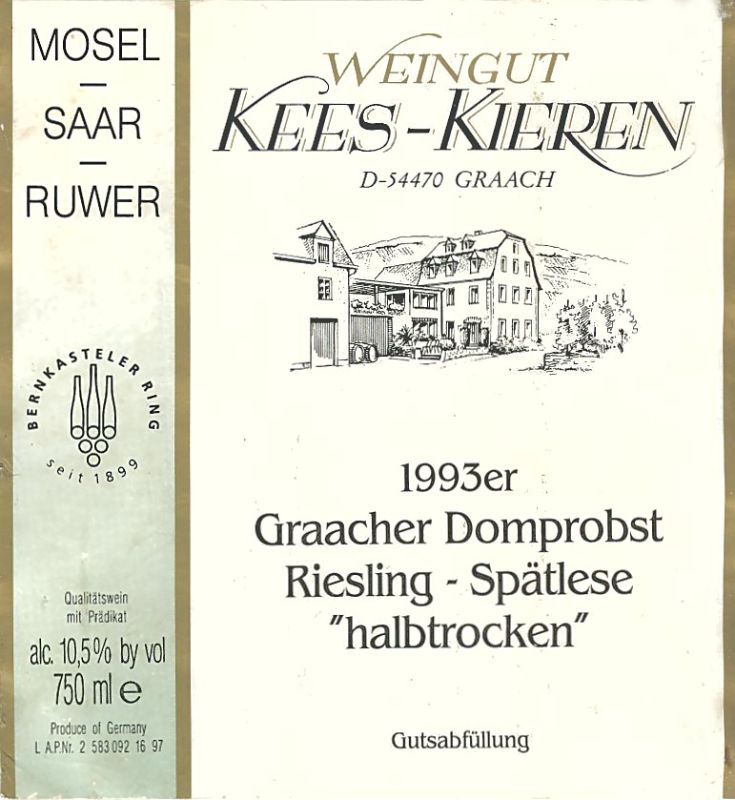 MOSEL
–
SAAR
–
RUWER
BERNKASTELER RING
seit 1899
Qualitätswein
mit Prädikat
alc. 10,5% by vol
750 ml e
Produce of Germany
L A.P.Nr. 2 583 092 16 97
WEINGUT
KEES-KIEREN
D-54470 GRAACH
1993er
Graacher Domprobst
Riesling - Spätlese
"halbtrocken"
Gutsabfüllung